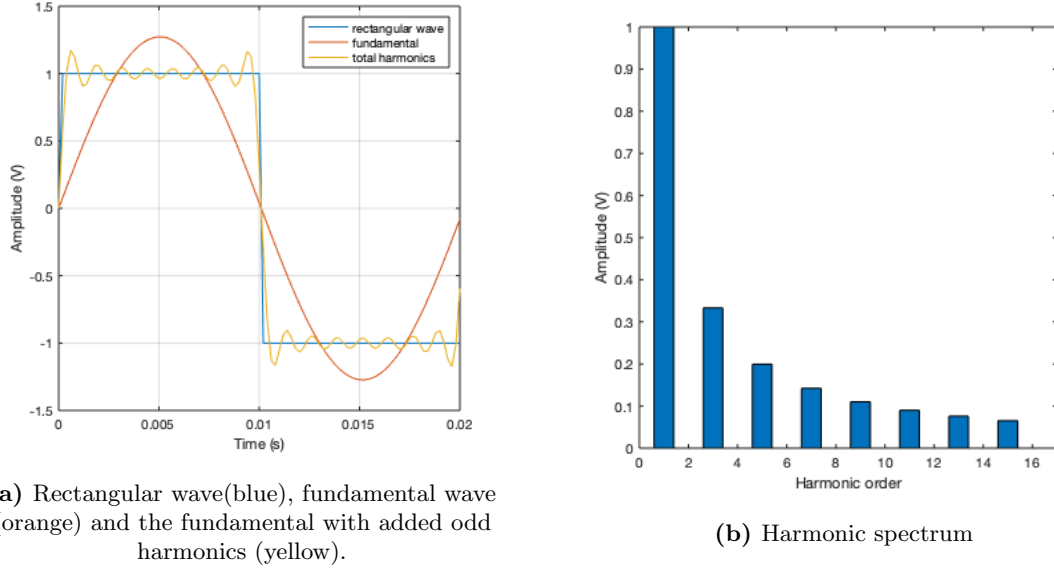 1.5
1
0.5
0
-0.5
-1
-1.5
Amplitude (V)
rectangular wave
fundamental
total harmonics
0 0.005 0.01 0.015 0.02
Time (s)
a) Rectangular wave(blue), fundamental wave
(orange) and the fundamental with added odd
harmonics (yellow).
1
0.9
0.8
0.7
0.6
0.5
0.4
0.3
0.2
0.1
0
Amplitude (V)
0 2 4 6 8 10 12 14 16
Harmonic order
(b) Harmonic spectrum